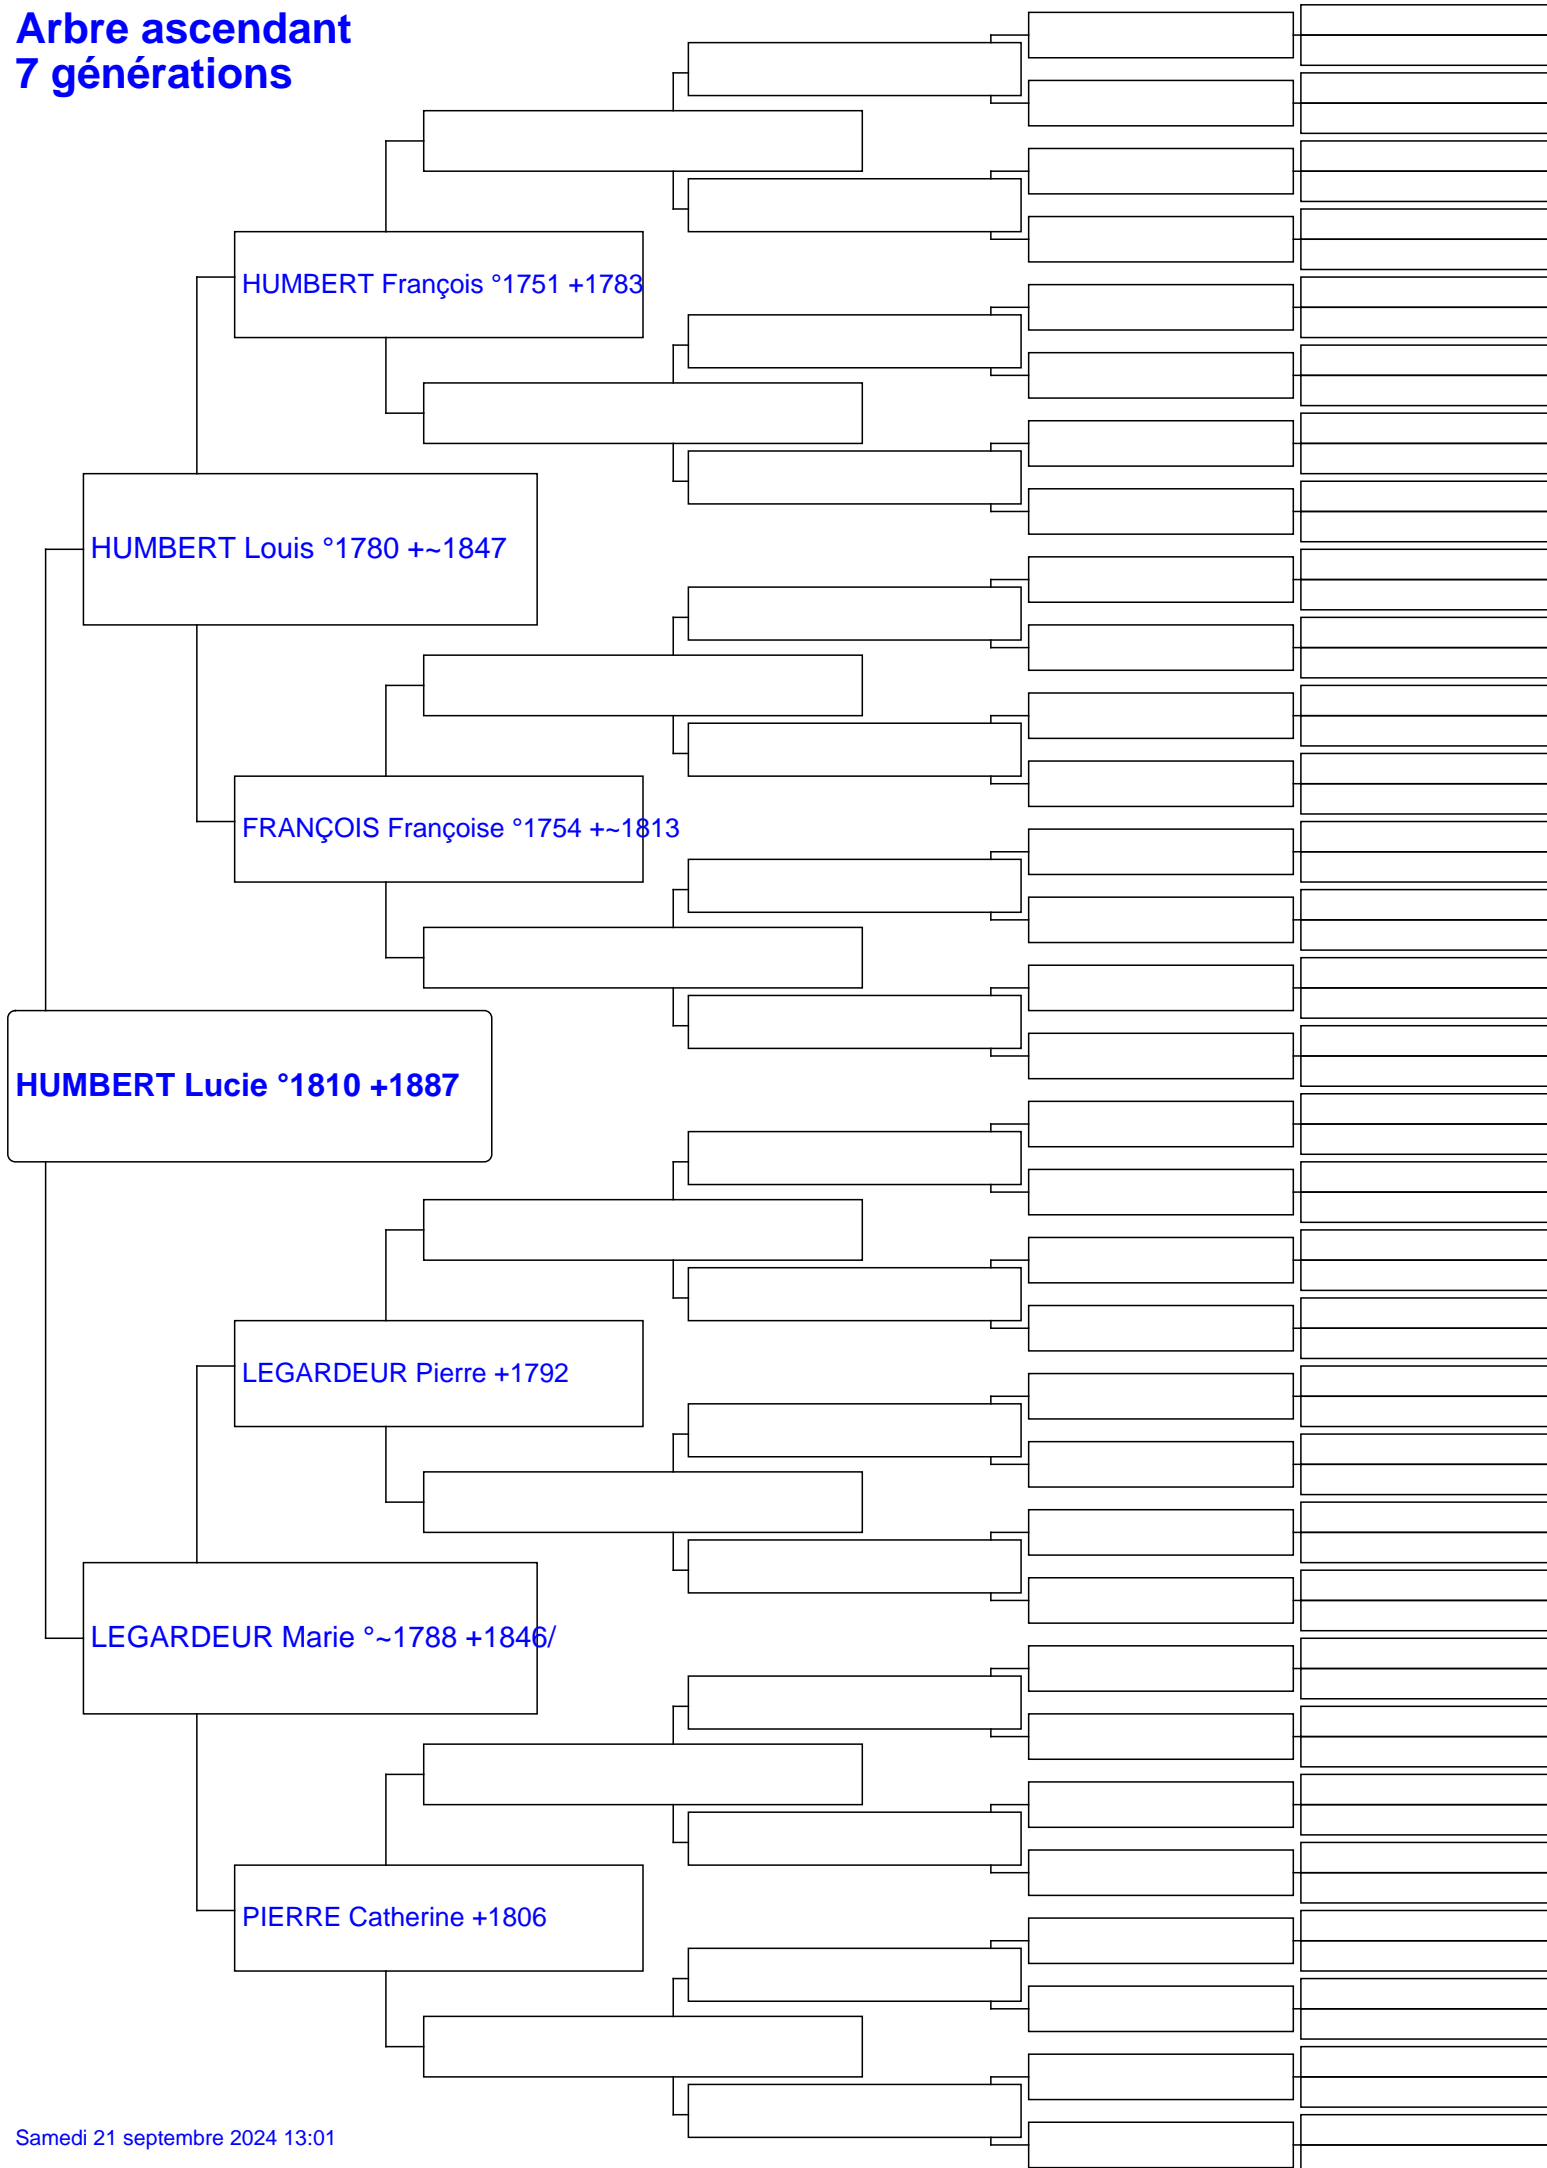 Arbre ascendant
7 générations
HUMBERT François °1751 +1783
HUMBERT Louis °1780 +~1847
FRANÇOIS Françoise °1754 +~1813
HUMBERT Lucie °1810 +1887
LEGARDEUR Pierre +1792
LEGARDEUR Marie °~1788 +1846/
PIERRE Catherine +1806
Samedi 21 septembre 2024 13:01